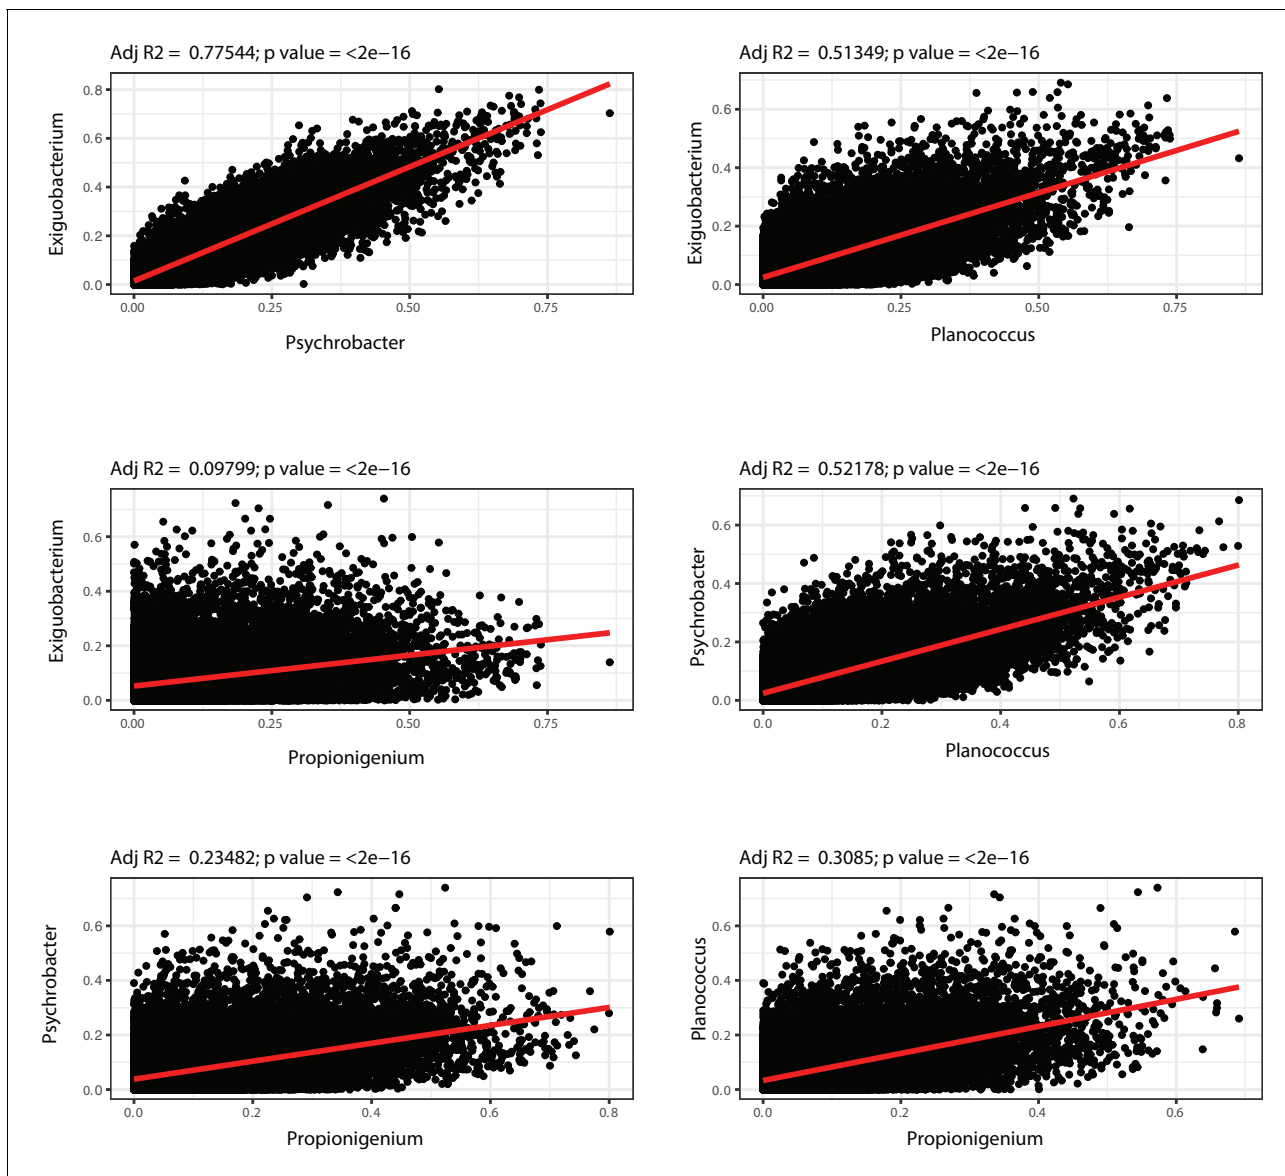 Adj R2 =  0.77544; p value = <2e−16
Exiguobacterium
0.8
0.6
0.4
0.2
0.0
0.00 0.25 0.50 0.75
Psychrobacter
Adj R2 =  0.51349; p value = <2e−16
Exiguobacterium
0.6
0.4
0.2
0.0
0.00 0.25 0.50 0.75
Planococcus
Adj R2 =  0.09799; p value = <2e−16
Exiguobacterium
0.6
0.4
0.2
0.0
0.00 0.25 0.50 0.75
Propionigenium
Adj R2 =  0.52178; p value = <2e−16
Psychrobacter
0.6
0.4
0.2
0.0
0.0 0.2 0.4 0.6 0.8
Planococcus
Adj R2 =  0.23482; p value = <2e−16
Psychrobacter
0.6
0.4
0.2
0.0
0.0 0.2 0.4 0.6 0.8
Propionigenium
Adj R2 =  0.3085; p value = <2e−16
Planococcus
0.6
0.4
0.2
0.0
0.0 0.2 0.4 0.6
Propionigenium